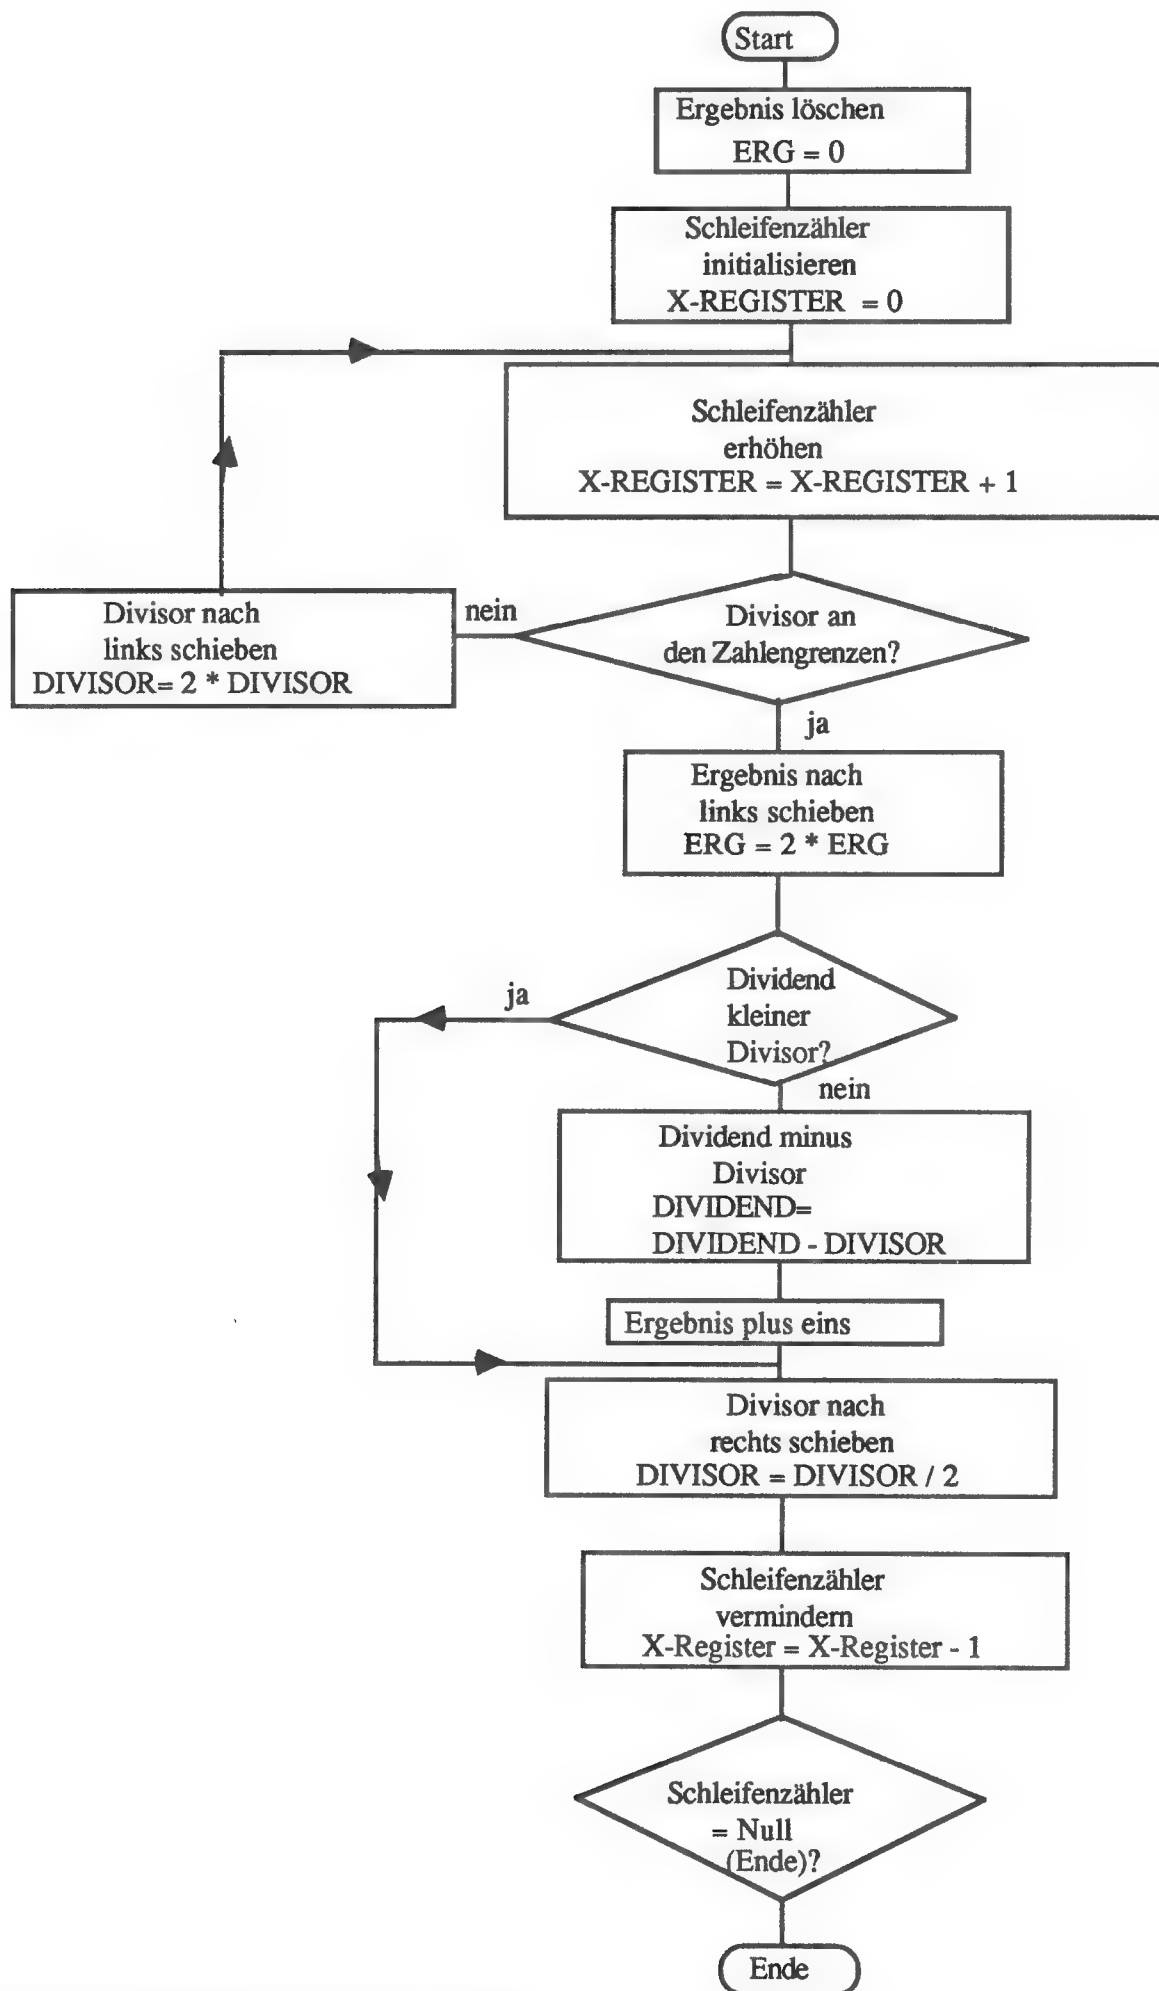 Start
Ergebnis löschen
ERG = 0
Schleifenzähler
initialisieren
X-REGISTER = 0
Schleifenzähler
erhöhen
X-REGISTER = X-REGISTER + 1
Divisor an
den Zahlengrenzen?
nein
Divisor nach
links schieben
DIVISOR= 2 * DIVISOR
ja
Ergebnis nach
links schieben
ERG = 2 * ERG
Dividend
kleiner
Divisor?
ja
nein
Dividend minus
Divisor
DIVIDEND=
DIVIDEND - DIVISOR
Ergebnis plus eins
Divisor nach
rechts schieben
DIVISOR = DIVISOR / 2
Schleifenzähler
vermindern
X-Register = X-Register - 1
Schleifenzähler
= Null
(Ende)?
Ende